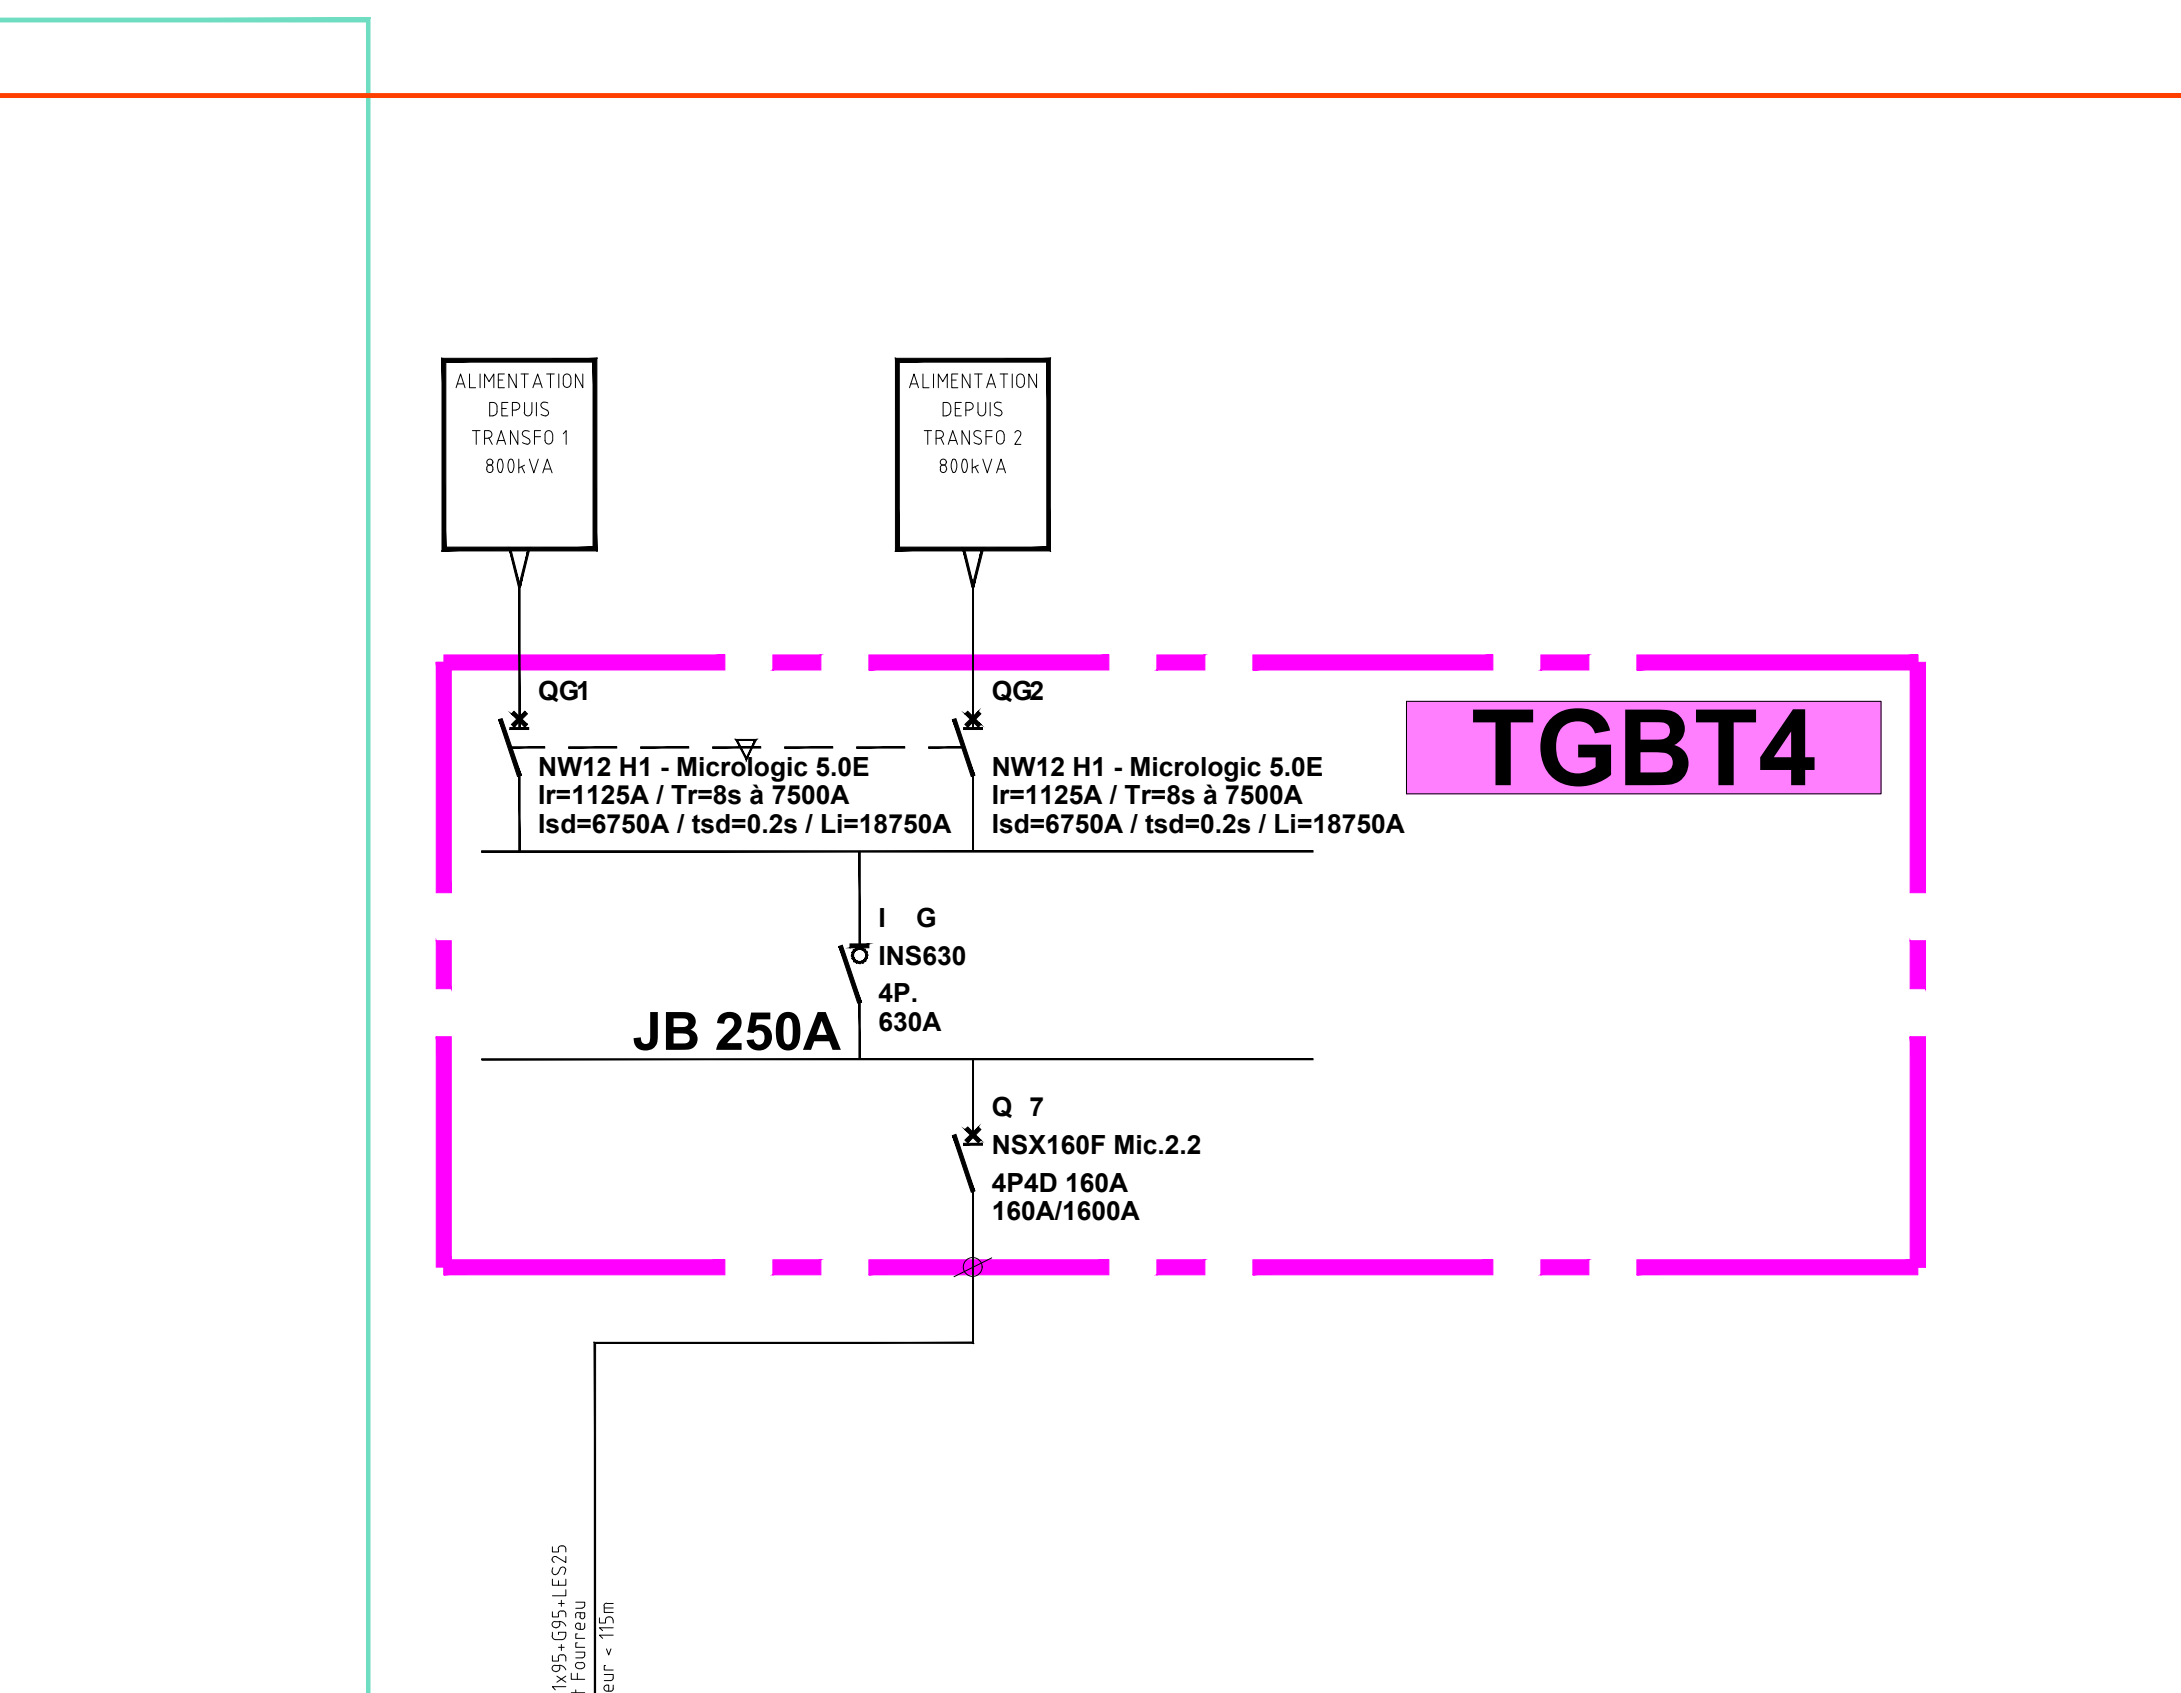 ALIMENTATION
DEPUIS
TRANSFO 1
800kVA
ALIMENTATION
DEPUIS
TRANSFO 2
800kVA
QG1
QG2
TGBT4
NW12 H1 - Micrologic 5.0E
Ir=1125A / Tr=8s à 7500A
Isd=6750A / tsd=0.2s / Li=18750A
NW12 H1 - Micrologic 5.0E
Ir=1125A / Tr=8s à 7500A
Isd=6750A / tsd=0.2s / Li=18750A
I G
INS630
4P.
630A
JB 250A
Q 7
NSX160F Mic.2.2
4P4D 160A
160A/1600A
1x95+G95+LES25
Fourreau
eur < 115m